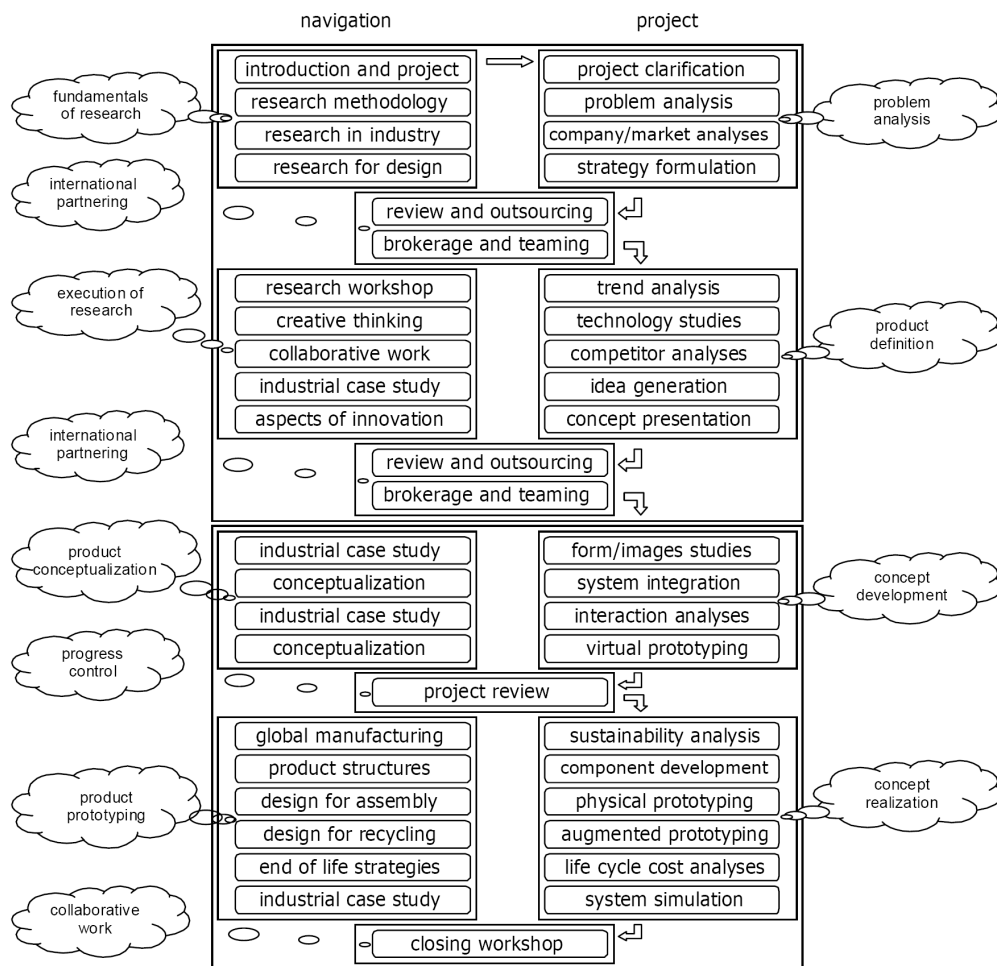 navigation
project
fundamentals
of research
introduction and project
research methodology
research in industry
research for design
project clarification
problem analysis
company/market analyses
strategy formulation
problem
analysis
international
partnering
review and outsourcing
brokerage and teaming
execution of
research
research workshop
creative thinking
collaborative work
industrial case study
aspects of innovation
trend analysis
technology studies
competitor analyses
idea generation
concept presentation
product
definition
international
partnering
review and outsourcing
brokerage and teaming
product
conceptualization
industrial case study
conceptualization
industrial case study
conceptualization
form/images studies
system integration
interaction analyses
virtual prototyping
concept
development
progress
control
project review
product
prototyping
global manufacturing
product structures
design for assembly
design for recycling
end of life strategies
industrial case study
sustainability analysis
component development
physical prototyping
augmented prototyping
life cycle cost analyses
system simulation
concept
realization
collaborative
work
closing workshop